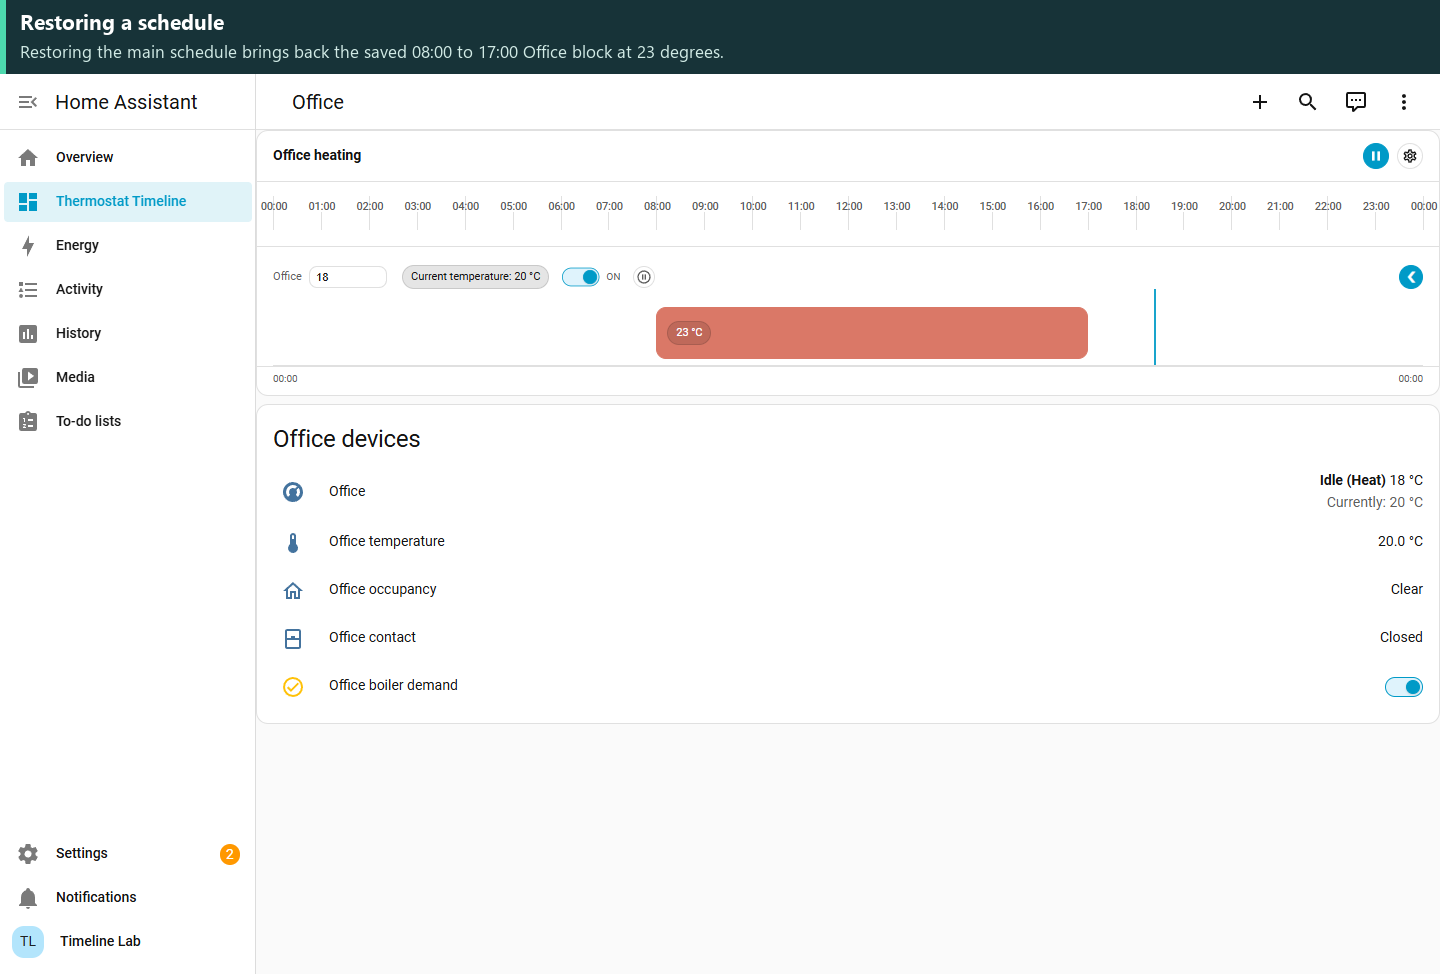 Restoring a schedule
Restoring the main schedule brings back the saved 08:00 to 17:00 Office block at 23 degrees.
Home Assistant
Office
Overview
Thermostat Timeline
Energy
Activity
History
Media
To-do lists
Settings
2
Notifications
TL
Timeline Lab
Office heating
00:00 01:00 02:00 03:00 04:00 05:00 06:00 07:00 08:00 09:00 10:00 11:00 12:00 13:00 14:00 15:00 16:00 17:00 18:00 19:00 20:00 21:00 22:00 23:00 00:00
Office 18 Current temperature: 20 °C ON
23 °C
00:00 00:00
Office devices
Office Idle (Heat) 18 °C
Currently: 20 °C
Office temperature 20.0 °C
Office occupancy Clear
Office contact Closed
Office boiler demand